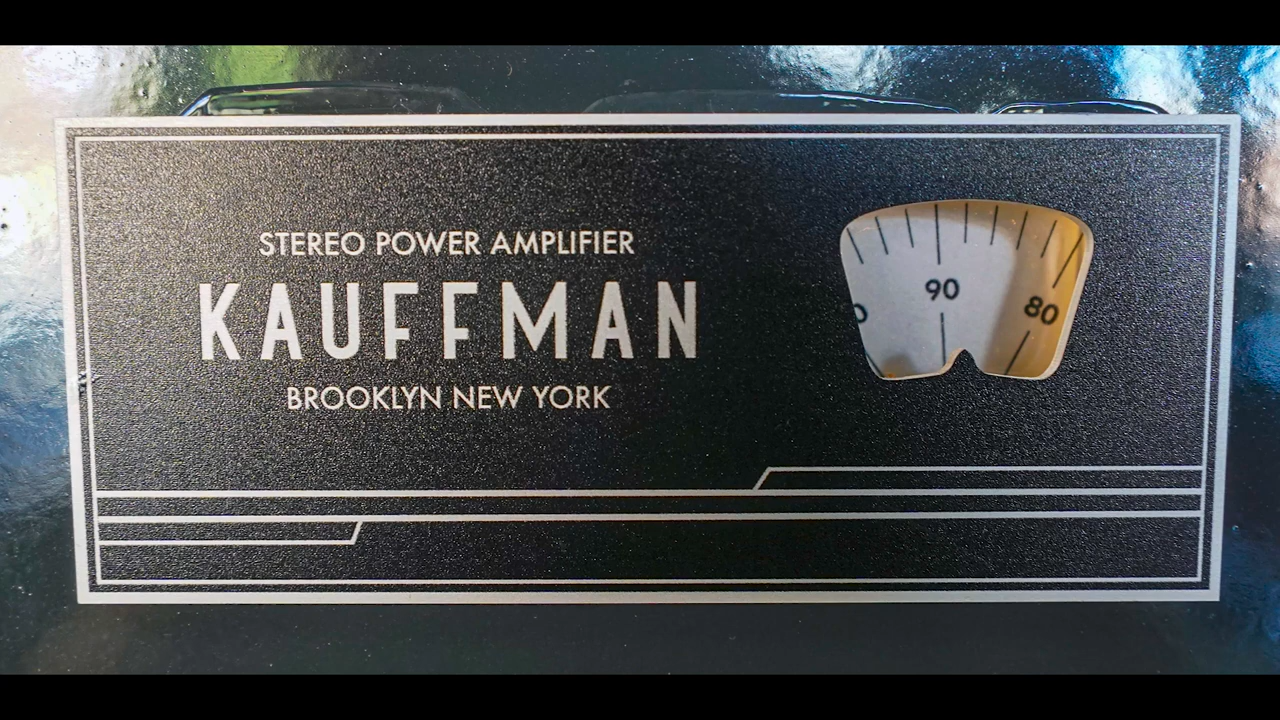 STEREO POWER AMPLIFIER
KAUFFMAN
BROOKLYN NEW YORK
90
80